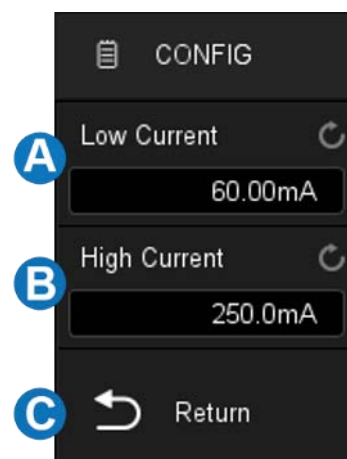 CONFIG
A
Low Current
60.00mA
B
High Current
250.0mA
C
Return